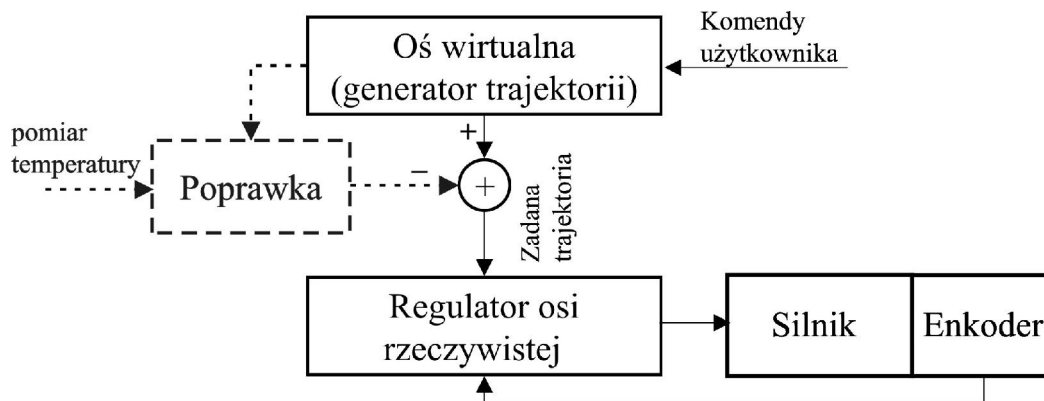 Oś wirtualna
(generator trajektorii)
Komendy
użytkownika
pomiar
temperatury
Poprawka
+
−
+
Zadana
trajektoria
Regulator osi
rzeczywistej
Silnik
Enkoder